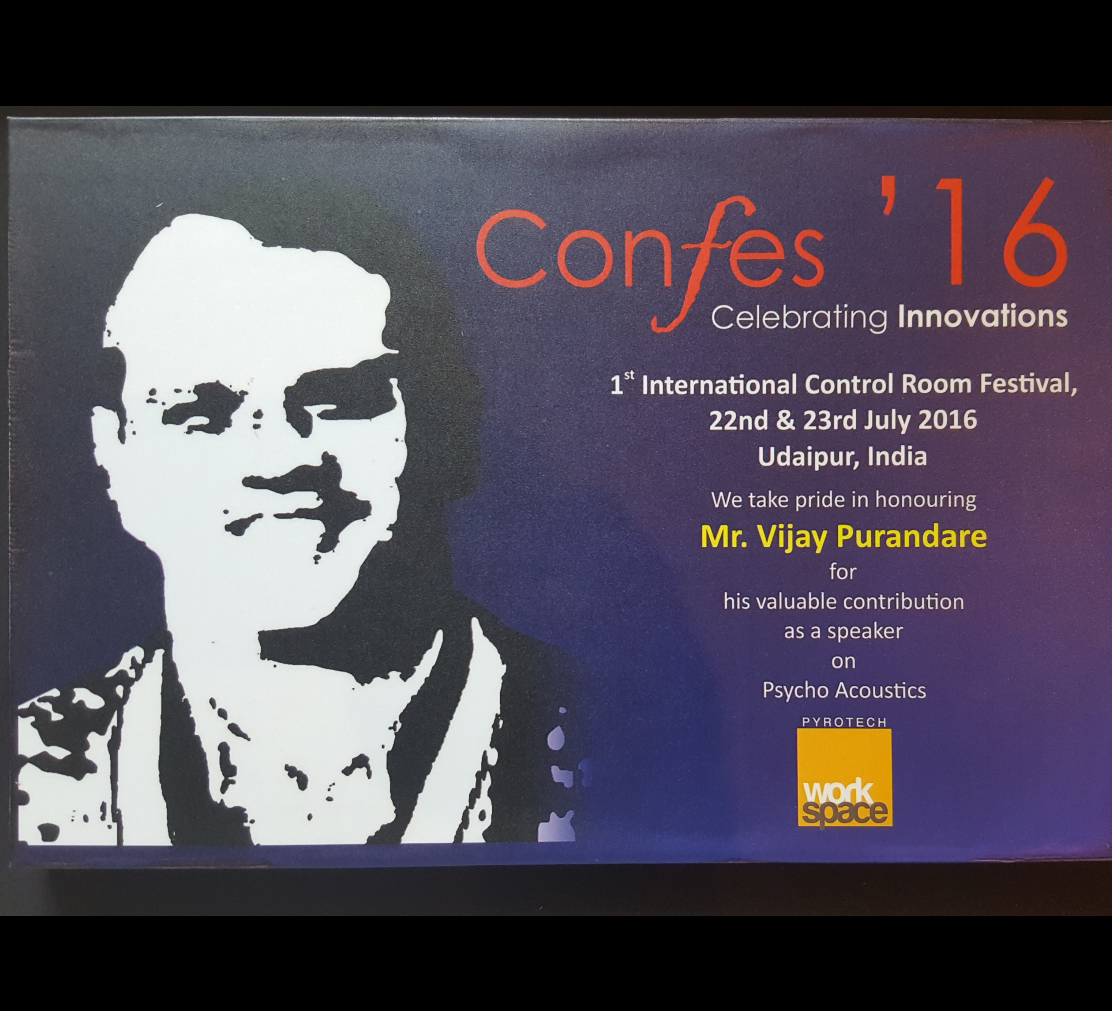 Confes '16
Celebrating Innovations
1st International Control Room Festival,
22nd & 23rd July 2016
Udaipur, India
We take pride in honouring
Mr. Vijay Purandare
for
his valuable contribution
as a speaker
on
Psycho Acoustics
PYROTECH
work
space